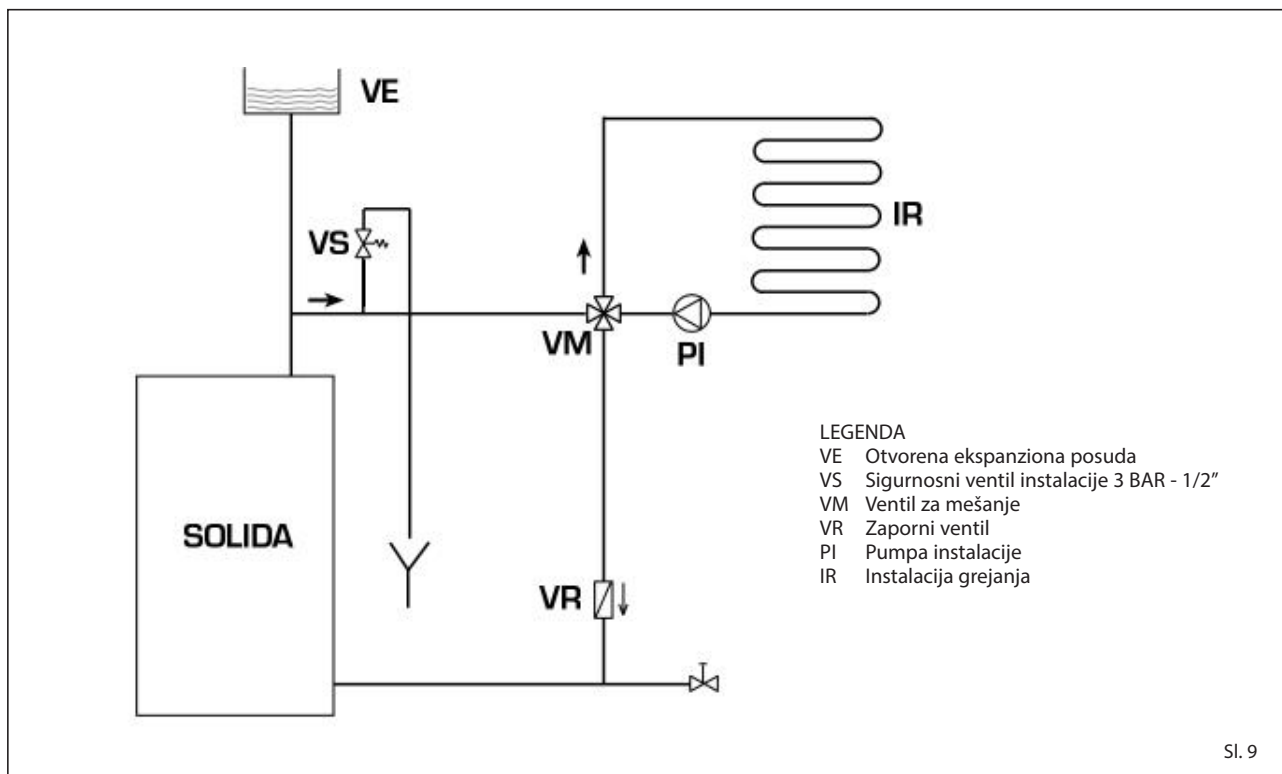 VE
VS
IR
VM
PI
SOLIDA
VR
LEGENDA
VE Otvorena ekspanziona posuda
VS Sigurnosni ventil instalacije 3 BAR - 1/2”
VM Ventil za mešanje
VR Zaporni ventil
PI Pumpa instalacije
IR Instalacija grejanja
Sl. 9